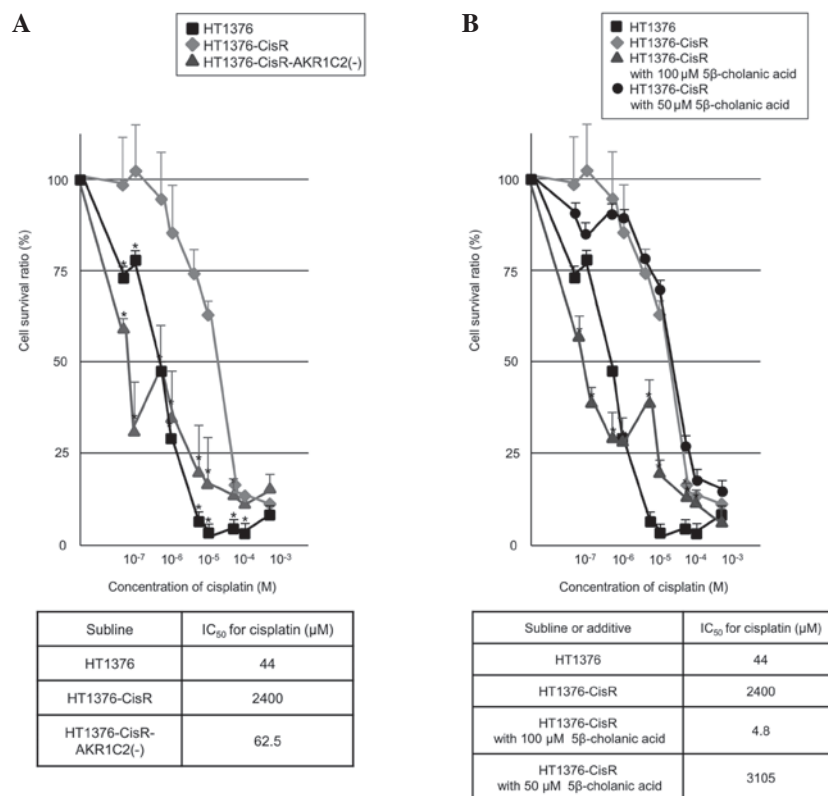 A
HT1376
HT1376-CisR
HT1376-CisR-AKR1C2(-)
Cell survival ratio (%)
100
75
50
25
0
10-7
10-6
10-5
10-4
10-3
Concentration of cisplatin (M)
Subline
IC50 for cisplatin (µM)
HT1376
44
HT1376-CisR
2400
HT1376-CisR-
AKR1C2(-)
62.5
B
HT1376
HT1376-CisR
HT1376-CisR
with 100 µM 5β-cholanic acid
HT1376-CisR
with 50 µM 5β-cholanic acid
Cell survival ratio (%)
100
75
50
25
0
10-7
10-6
10-5
10-4
10-3
Concentration of cisplatin (M)
Subline or additive
IC50 for cisplatin (µM)
HT1376
44
HT1376-CisR
2400
HT1376-CisR
with 100 µM 5β-cholanic acid
4.8
HT1376-CisR
with 50 µM 5β-cholanic acid
3105